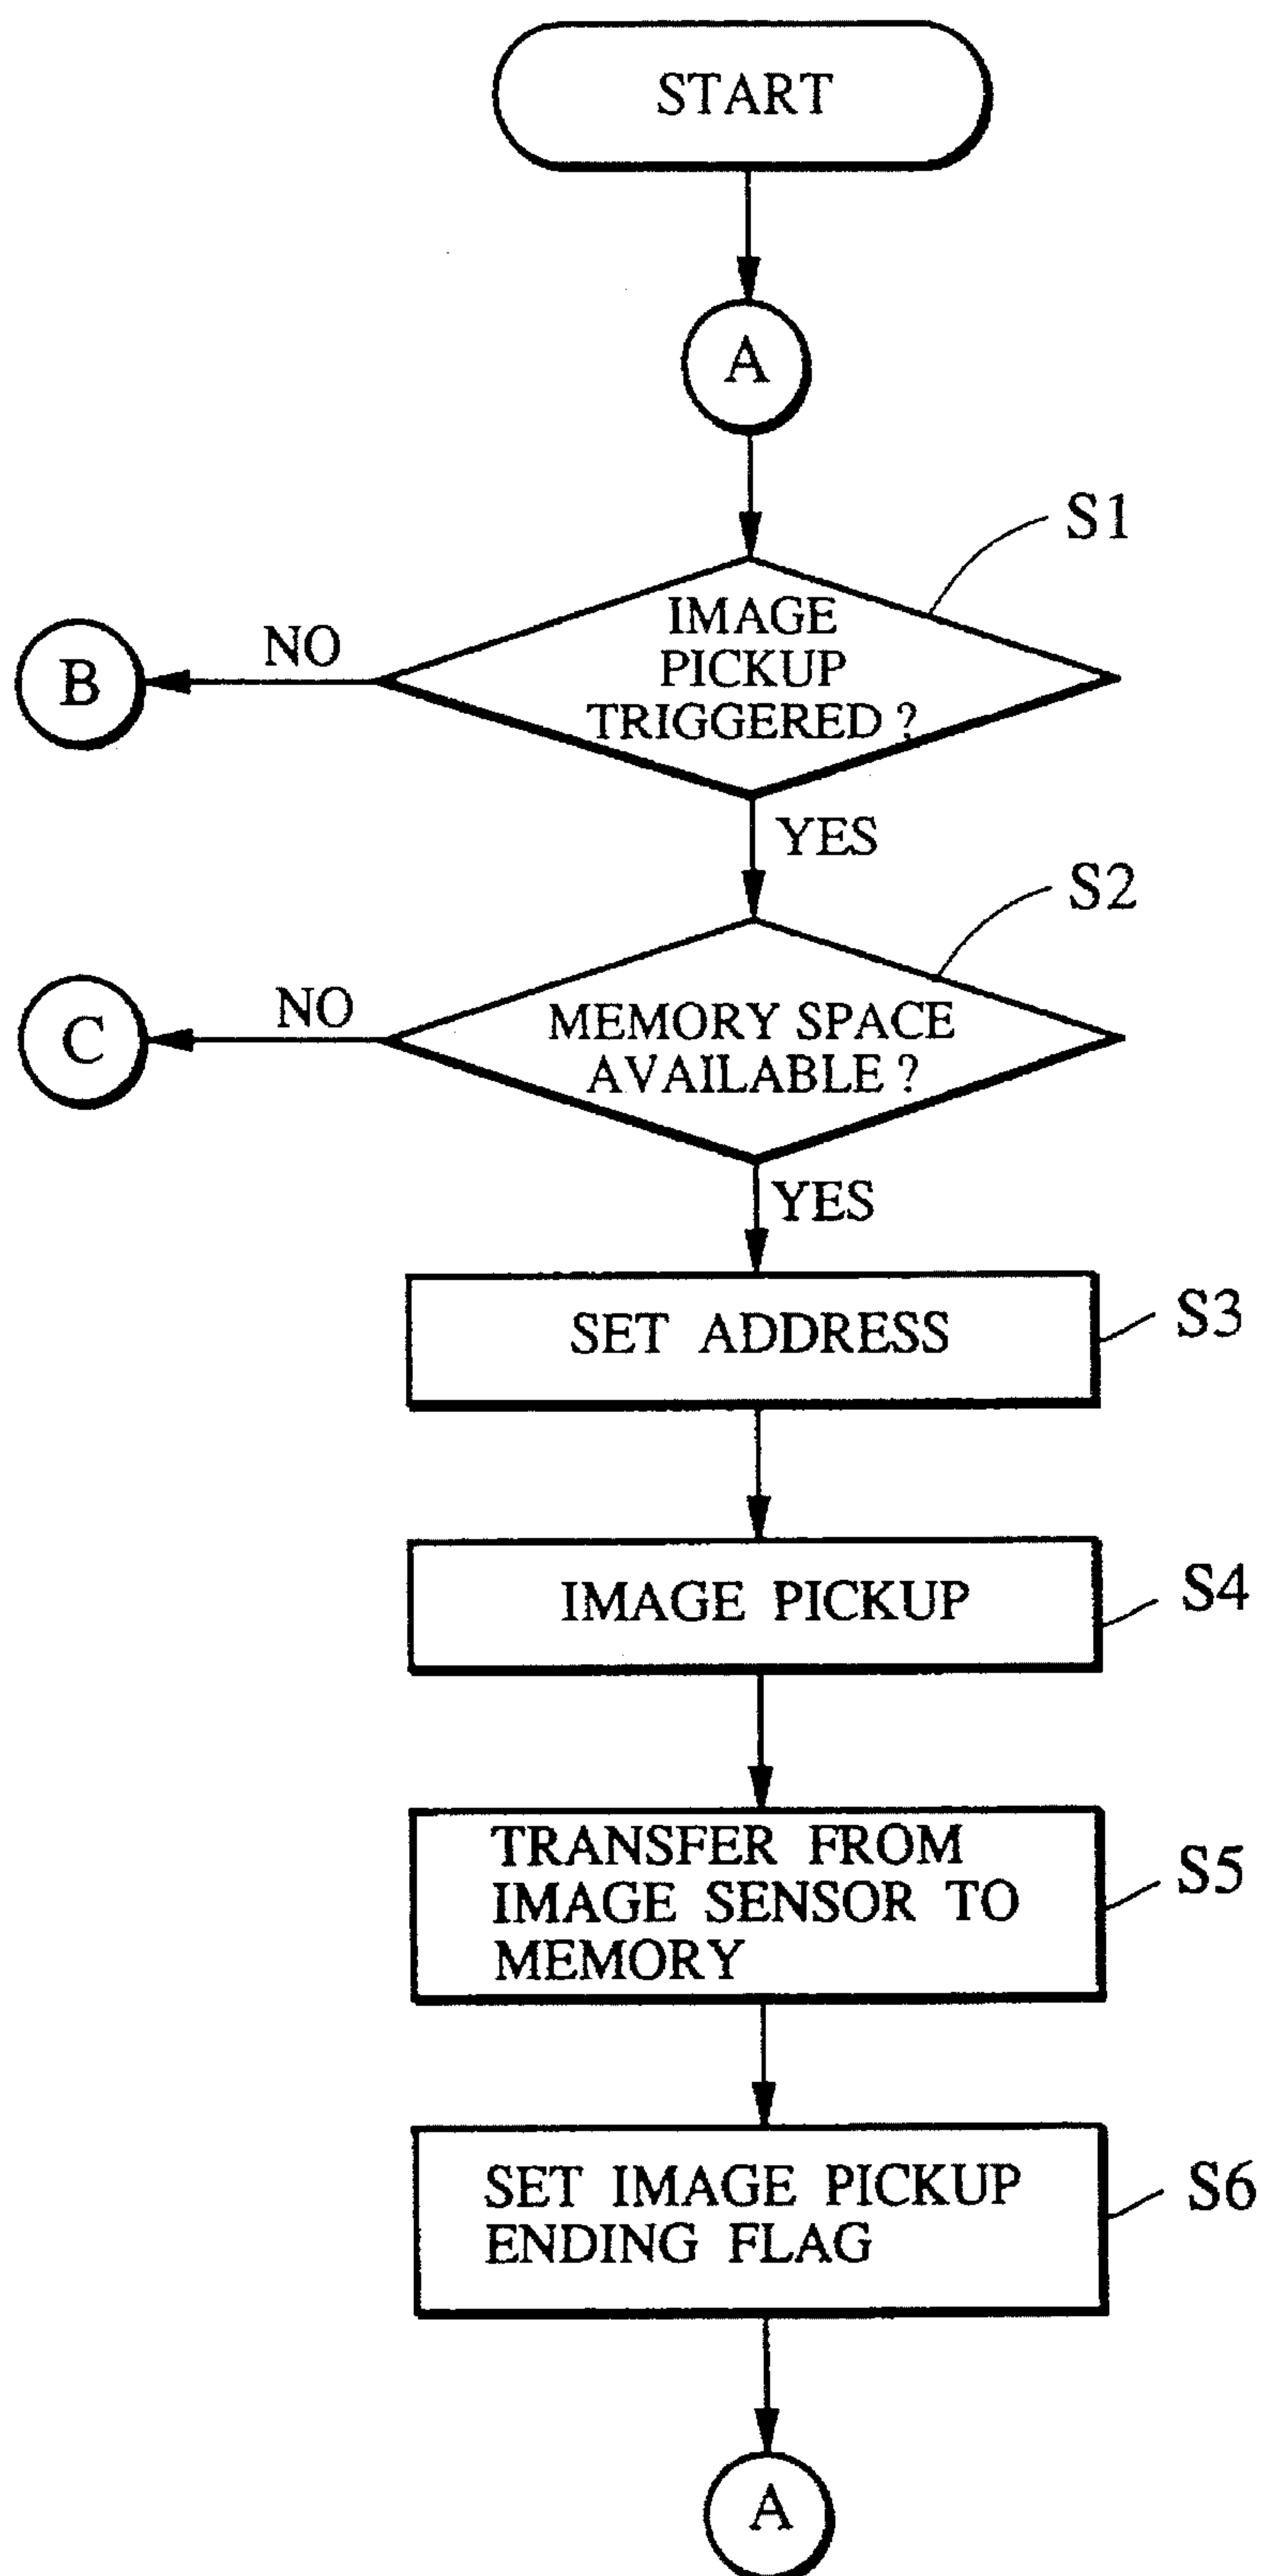 START
A
S1
IMAGE
PICKUP
TRIGGERED ?
NO
B
YES
S2
MEMORY SPACE
AVAILABLE ?
NO
C
YES
SET ADDRESS
S3
IMAGE PICKUP
S4
TRANSFER FROM
IMAGE SENSOR TO
MEMORY
S5
SET IMAGE PICKUP
ENDING FLAG
S6
A